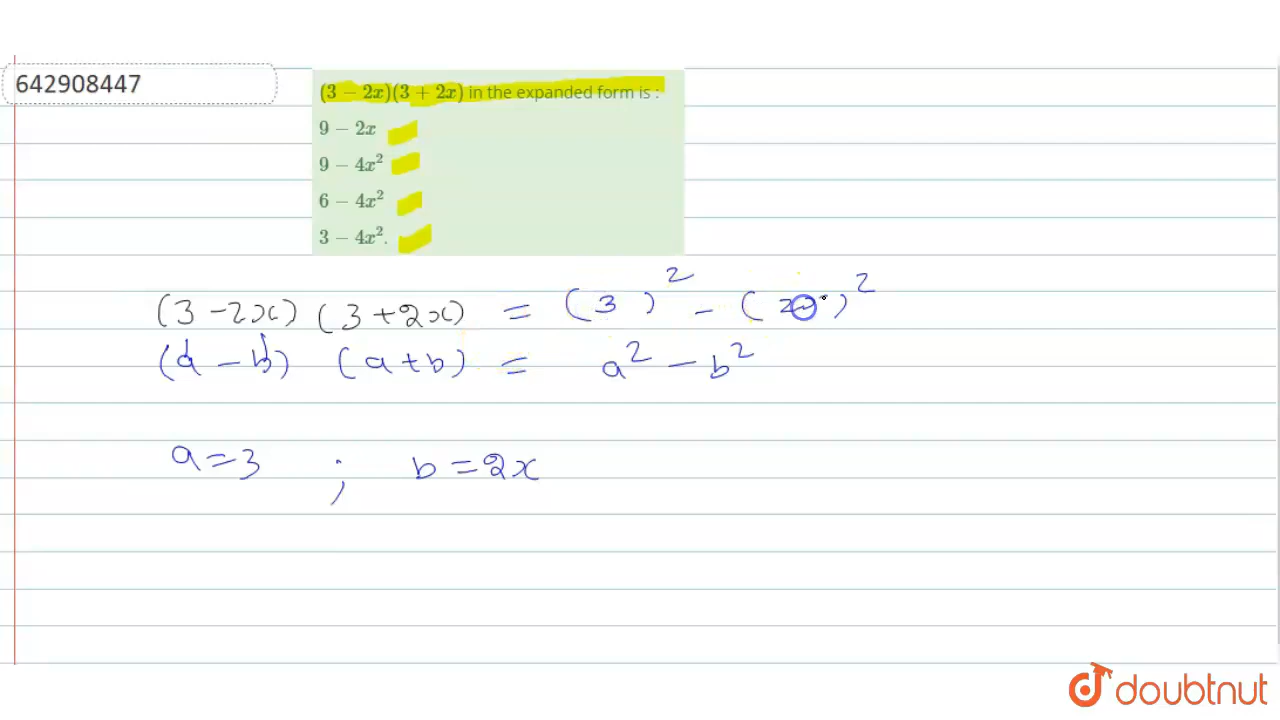 642908447
(3 − 2x)(3 + 2x) in the expanded form is :
9 − 2x
9 − 4x²
6 − 4x²
3 − 4x².
(3 − 2x) (3 + 2x) = (3)² − (2x)²
(a − b) (a + b) = a² − b²
a = 3 ; b = 2x
doubtnut